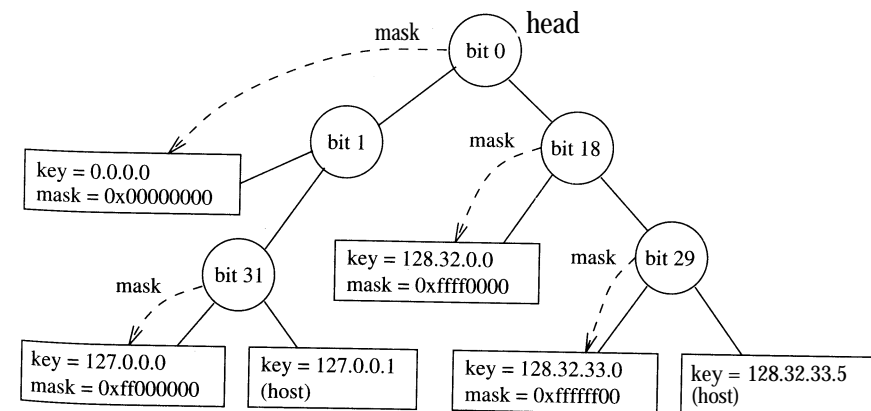 head
mask
bit 0
bit 1
mask
bit 18
key = 0.0.0.0
mask = 0x00000000
mask
bit 31
key = 128.32.0.0
mask = 0xffff0000
mask
bit 29
key = 127.0.0.0
mask = 0xff000000
key = 127.0.0.1
(host)
key = 128.32.33.0
mask = 0xffffff00
key = 128.32.33.5
(host)